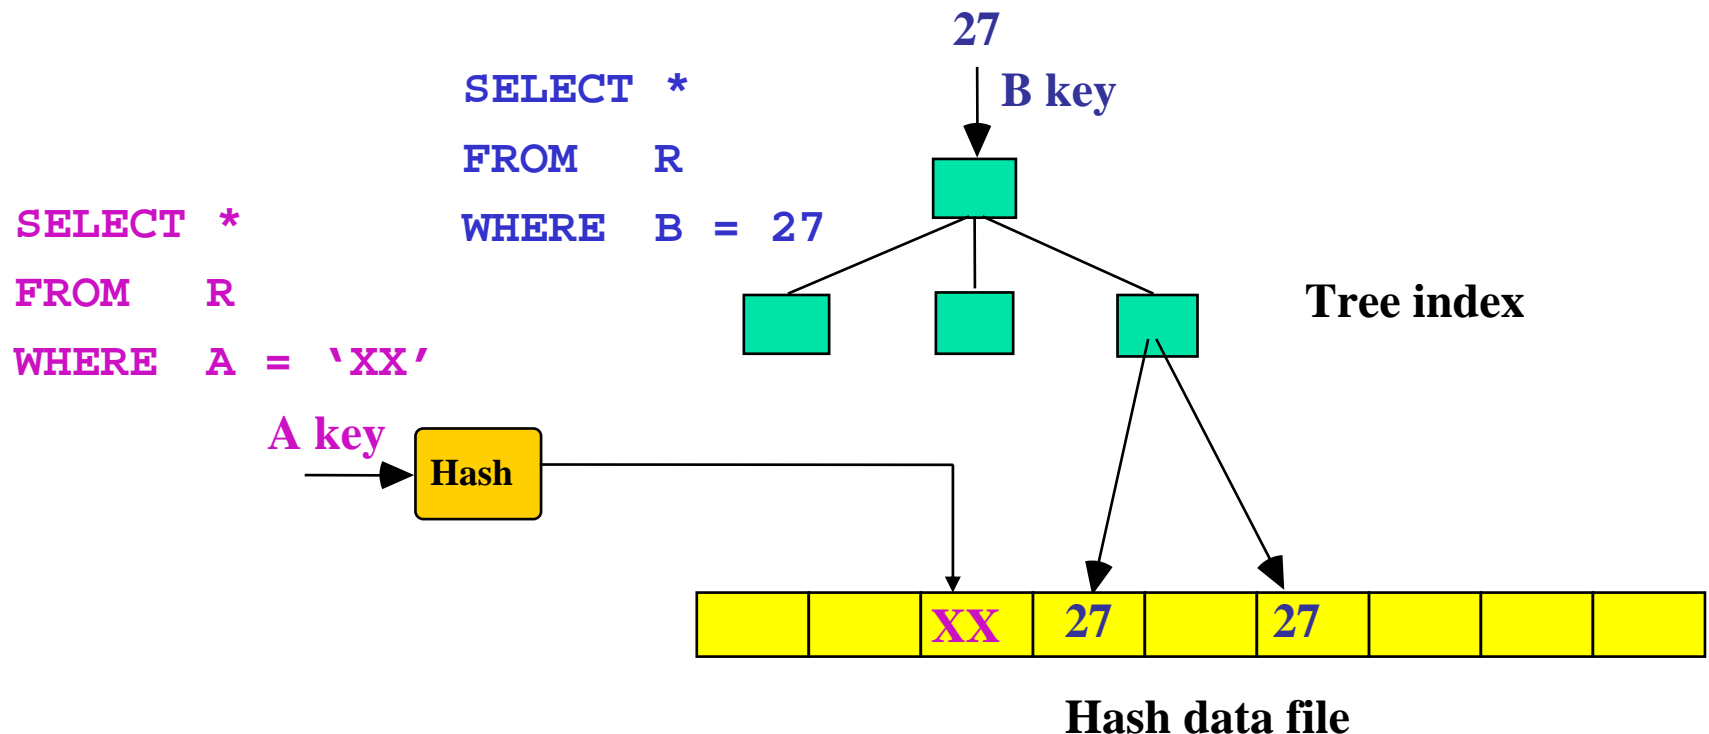 27
B key
SELECT *
FROM R
WHERE B = 27
SELECT *
FROM R
WHERE A = ‘XX’
Tree index
A key
Hash
XX 27 27
Hash data file